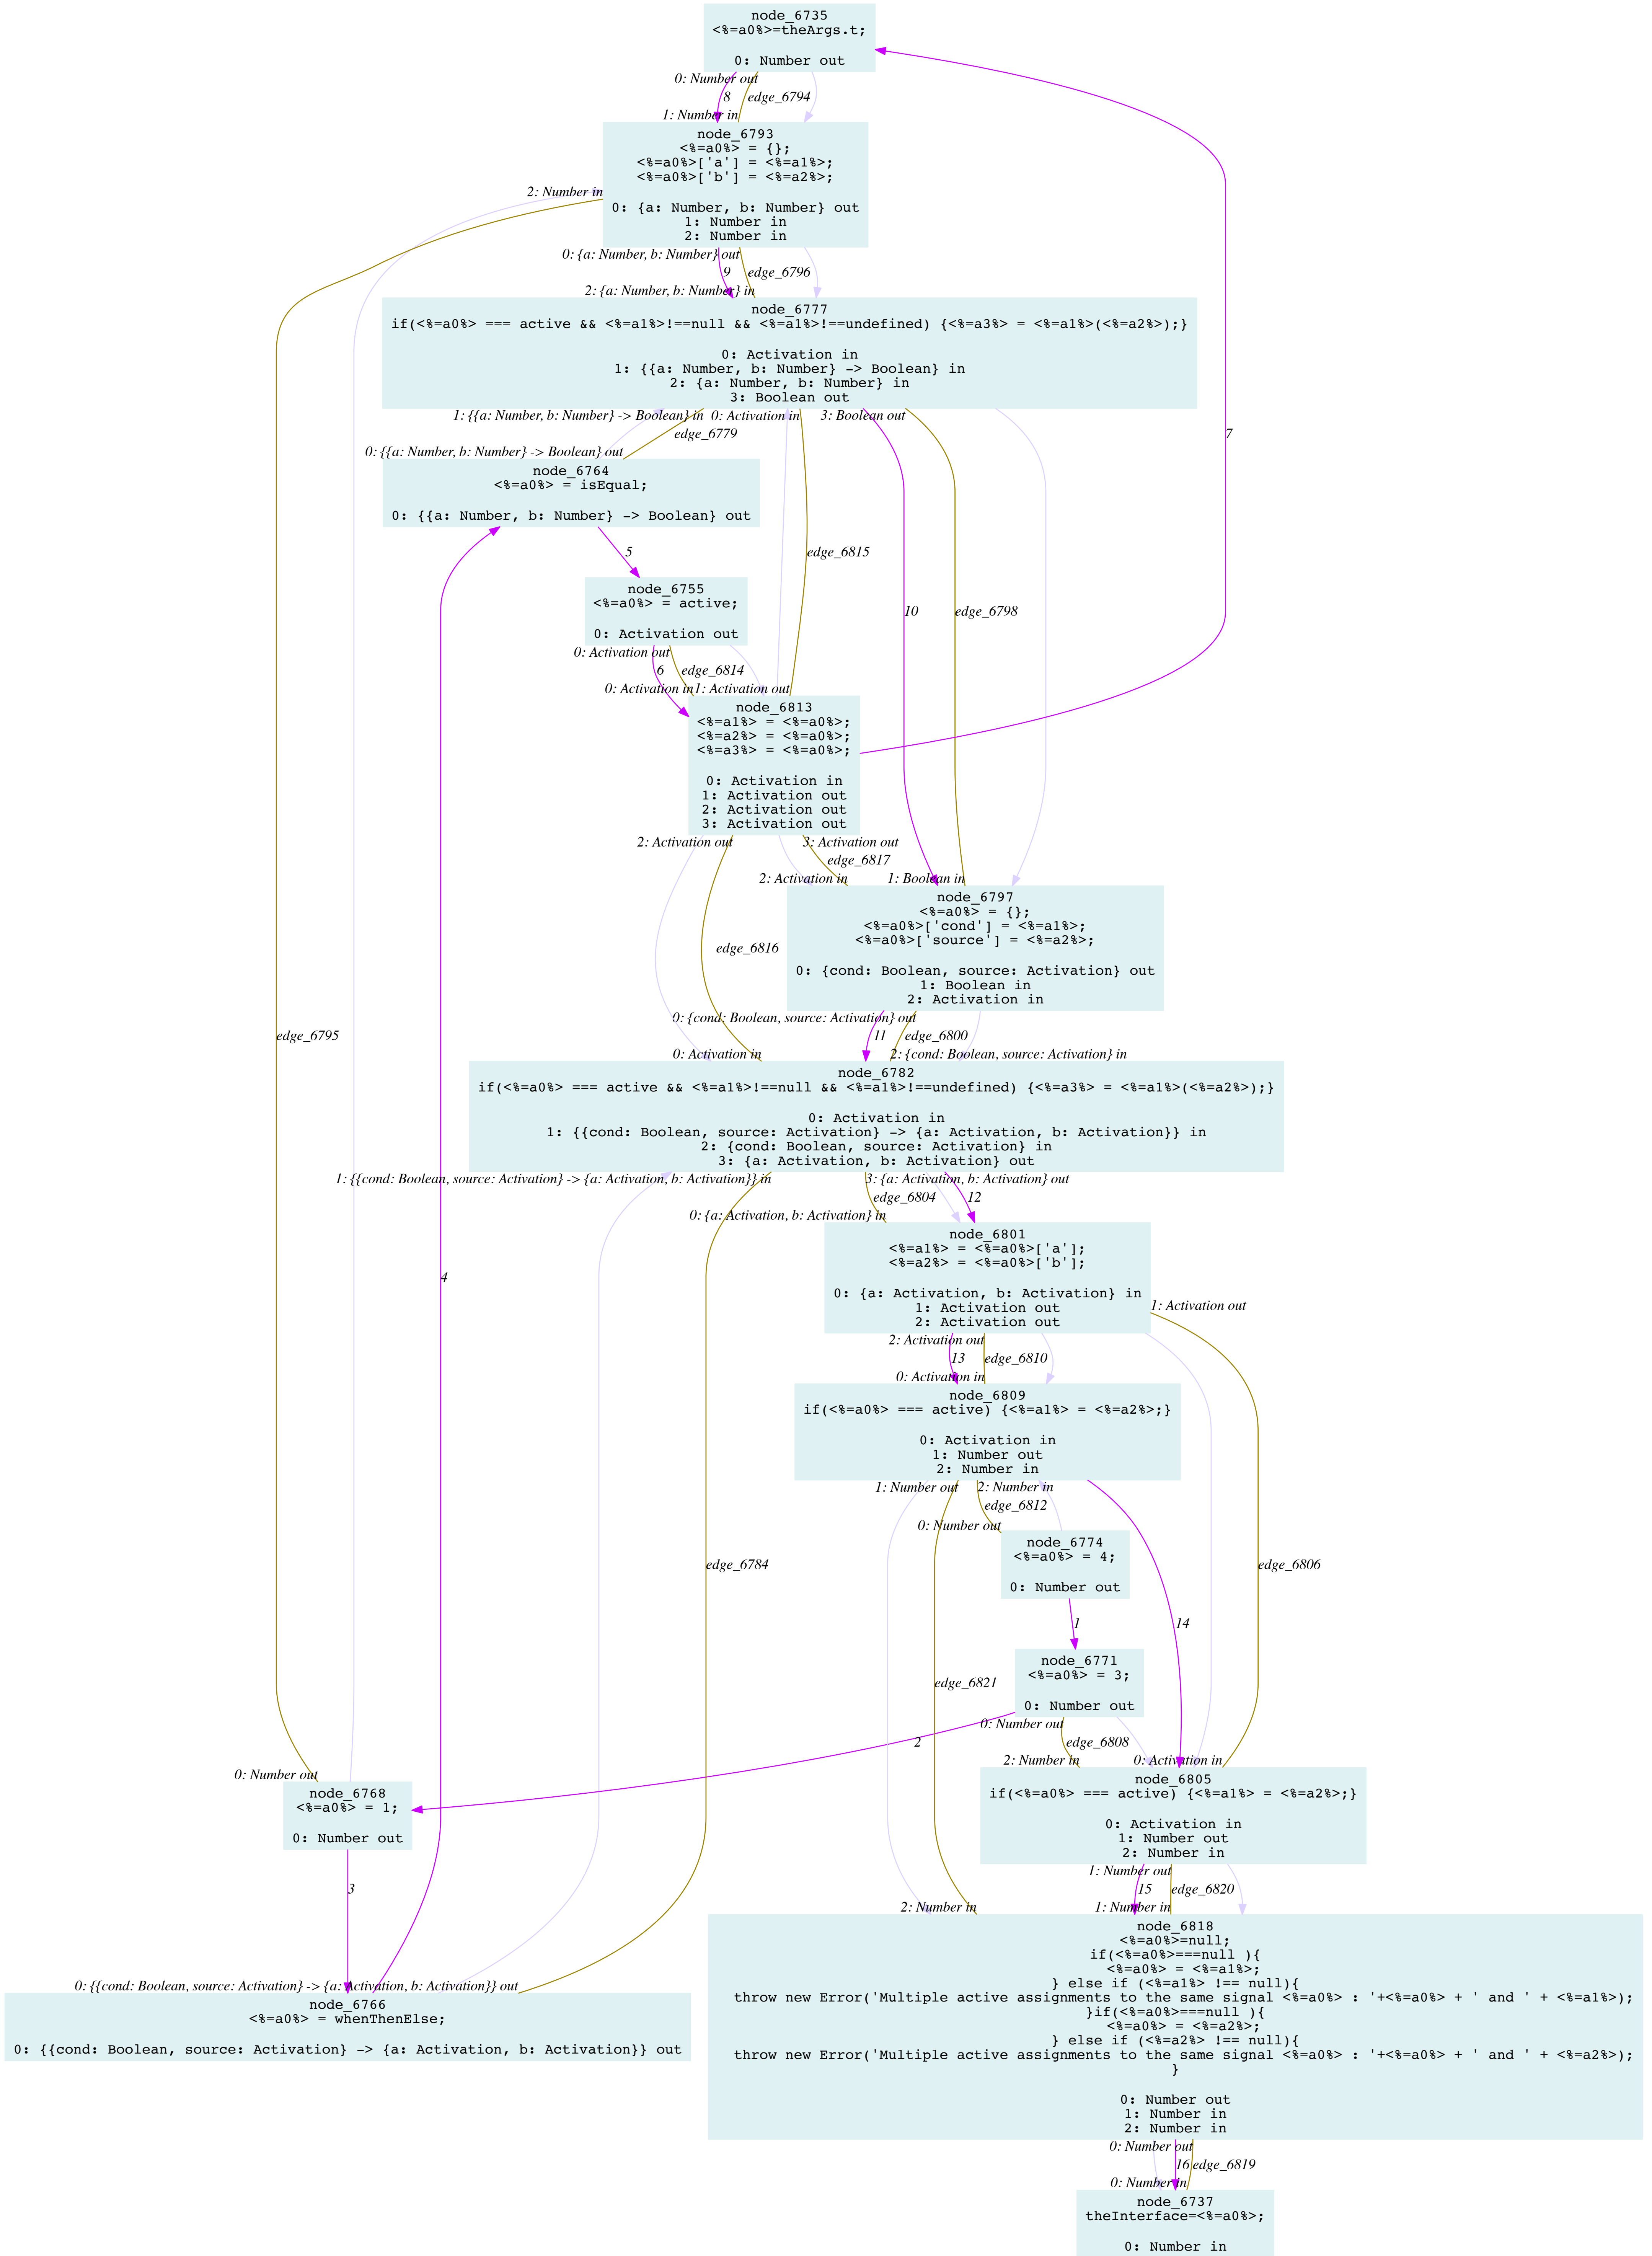 node_6735
<%=a0%>=theArgs.t;
0: Number out
0: Number out
8
edge_6794
1: Number in
node_6793
<%=a0%> = {};
<%=a0%>['a'] = <%=a1%>;
<%=a0%>['b'] = <%=a2%>;
2: Number in
0: {a: Number, b: Number} out
1: Number in
2: Number in
0: {a: Number, b: Number} out
9
edge_6796
2: {a: Number, b: Number} in
node_6777
if(<%=a0%> === active && <%=a1%>!==null && <%=a1%>!==undefined) {<%=a3%> = <%=a1%>(<%=a2%>);}
0: Activation in
1: {{a: Number, b: Number} -> Boolean} in
2: {a: Number, b: Number} in
3: Boolean out
1: {{a: Number, b: Number} -> Boolean} in
0: Activation in
3: Boolean out
edge_6779
7
0: {{a: Number, b: Number} -> Boolean} out
node_6764
<%=a0%> = isEqual;
0: {{a: Number, b: Number} -> Boolean} out
5
edge_6815
node_6755
<%=a0%> = active;
0: Activation out
10
edge_6798
0: Activation out
6
edge_6814
0: Activation in
1: Activation out
node_6813
<%=a1%> = <%=a0%>;
<%=a2%> = <%=a0%>;
<%=a3%> = <%=a0%>;
0: Activation in
1: Activation out
2: Activation out
3: Activation out
2: Activation out
3: Activation out
edge_6817
2: Activation in
1: Boolean in
node_6797
<%=a0%> = {};
<%=a0%>['cond'] = <%=a1%>;
<%=a0%>['source'] = <%=a2%>;
edge_6816
0: {cond: Boolean, source: Activation} out
1: Boolean in
2: Activation in
0: {cond: Boolean, source: Activation} out
edge_6795
11
edge_6800
0: Activation in
2: {cond: Boolean, source: Activation} in
node_6782
if(<%=a0%> === active && <%=a1%>!==null && <%=a1%>!==undefined) {<%=a3%> = <%=a1%>(<%=a2%>);}
0: Activation in
1: {{cond: Boolean, source: Activation} -> {a: Activation, b: Activation}} in
2: {cond: Boolean, source: Activation} in
3: {a: Activation, b: Activation} out
1: {{cond: Boolean, source: Activation} -> {a: Activation, b: Activation}} in
3: {a: Activation, b: Activation} out
edge_6804
12
0: {a: Activation, b: Activation} in
node_6801
<%=a1%> = <%=a0%>['a'];
<%=a2%> = <%=a0%>['b'];
4
0: {a: Activation, b: Activation} in
1: Activation out
2: Activation out
1: Activation out
2: Activation out
13
edge_6810
0: Activation in
node_6809
if(<%=a0%> === active) {<%=a1%> = <%=a2%>;}
0: Activation in
1: Number out
2: Number in
1: Number out
2: Number in
edge_6812
0: Number out
node_6774
<%=a0%> = 4;
0: Number out
edge_6784
edge_6806
1
14
node_6771
<%=a0%> = 3;
0: Number out
edge_6821
0: Number out
2
edge_6808
2: Number in
0: Activation in
0: Number out
node_6768
<%=a0%> = 1;
0: Number out
node_6805
if(<%=a0%> === active) {<%=a1%> = <%=a2%>;}
0: Activation in
1: Number out
2: Number in
1: Number out
3
15
edge_6820
2: Number in
1: Number in
node_6818
<%=a0%>=null;
if(<%=a0%>===null ){
<%=a0%> = <%=a1%>;
} else if (<%=a1%> !== null){
throw new Error('Multiple active assignments to the same signal <%=a0%> : '+<%=a0%> + ' and ' + <%=a1%>);
}if(<%=a0%>===null ){
<%=a0%> = <%=a2%>;
} else if (<%=a2%> !== null){
throw new Error('Multiple active assignments to the same signal <%=a0%> : '+<%=a0%> + ' and ' + <%=a2%>);
}
0: Number out
1: Number in
2: Number in
0: {{cond: Boolean, source: Activation} -> {a: Activation, b: Activation}} out
node_6766
<%=a0%> = whenThenElse;
0: {{cond: Boolean, source: Activation} -> {a: Activation, b: Activation}} out
0: Number out
16
edge_6819
0: Number in
node_6737
theInterface=<%=a0%>;
0: Number in